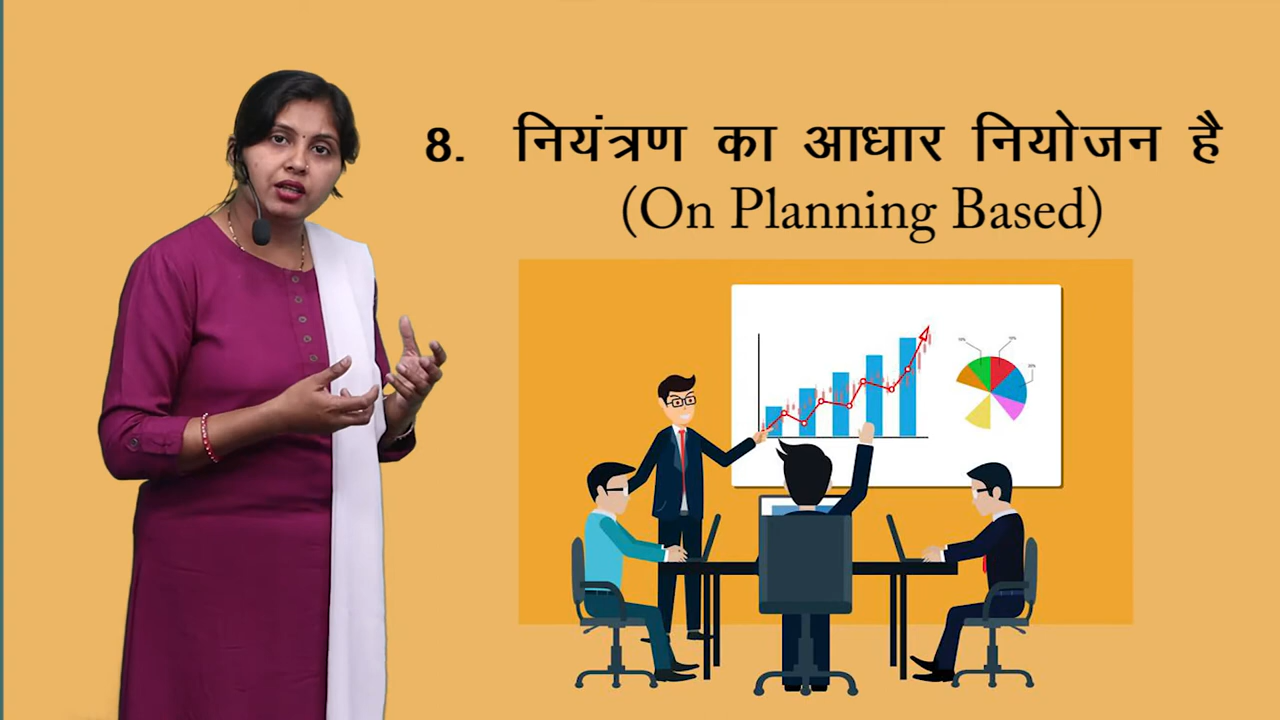 8. नियंत्रण का आधार नियोजन है
(On Planning Based)